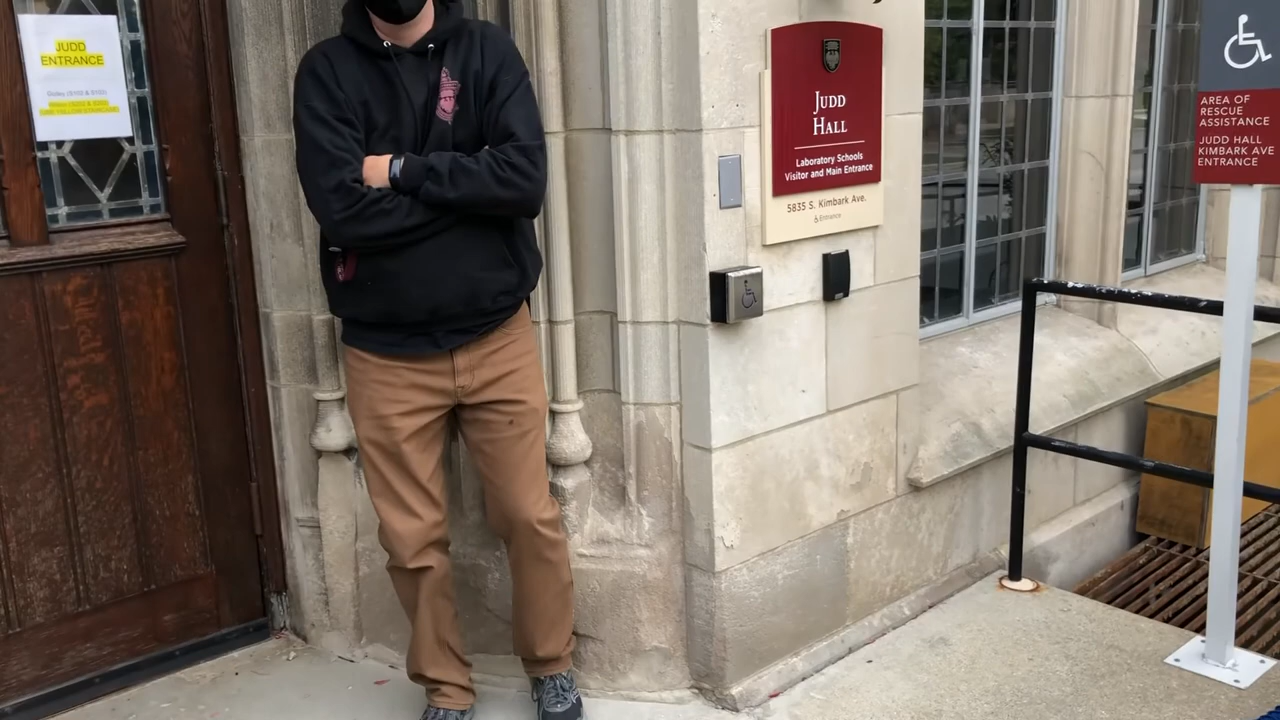 JUDD
ENTRANCE
JUDD
HALL
Laboratory Schools
Visitor and Main Entrance
5835 S. Kimbark Ave.
Entrance
AREA OF
RESCUE
ASSISTANCE
JUDD HALL
KIMBARK AVE
ENTRANCE